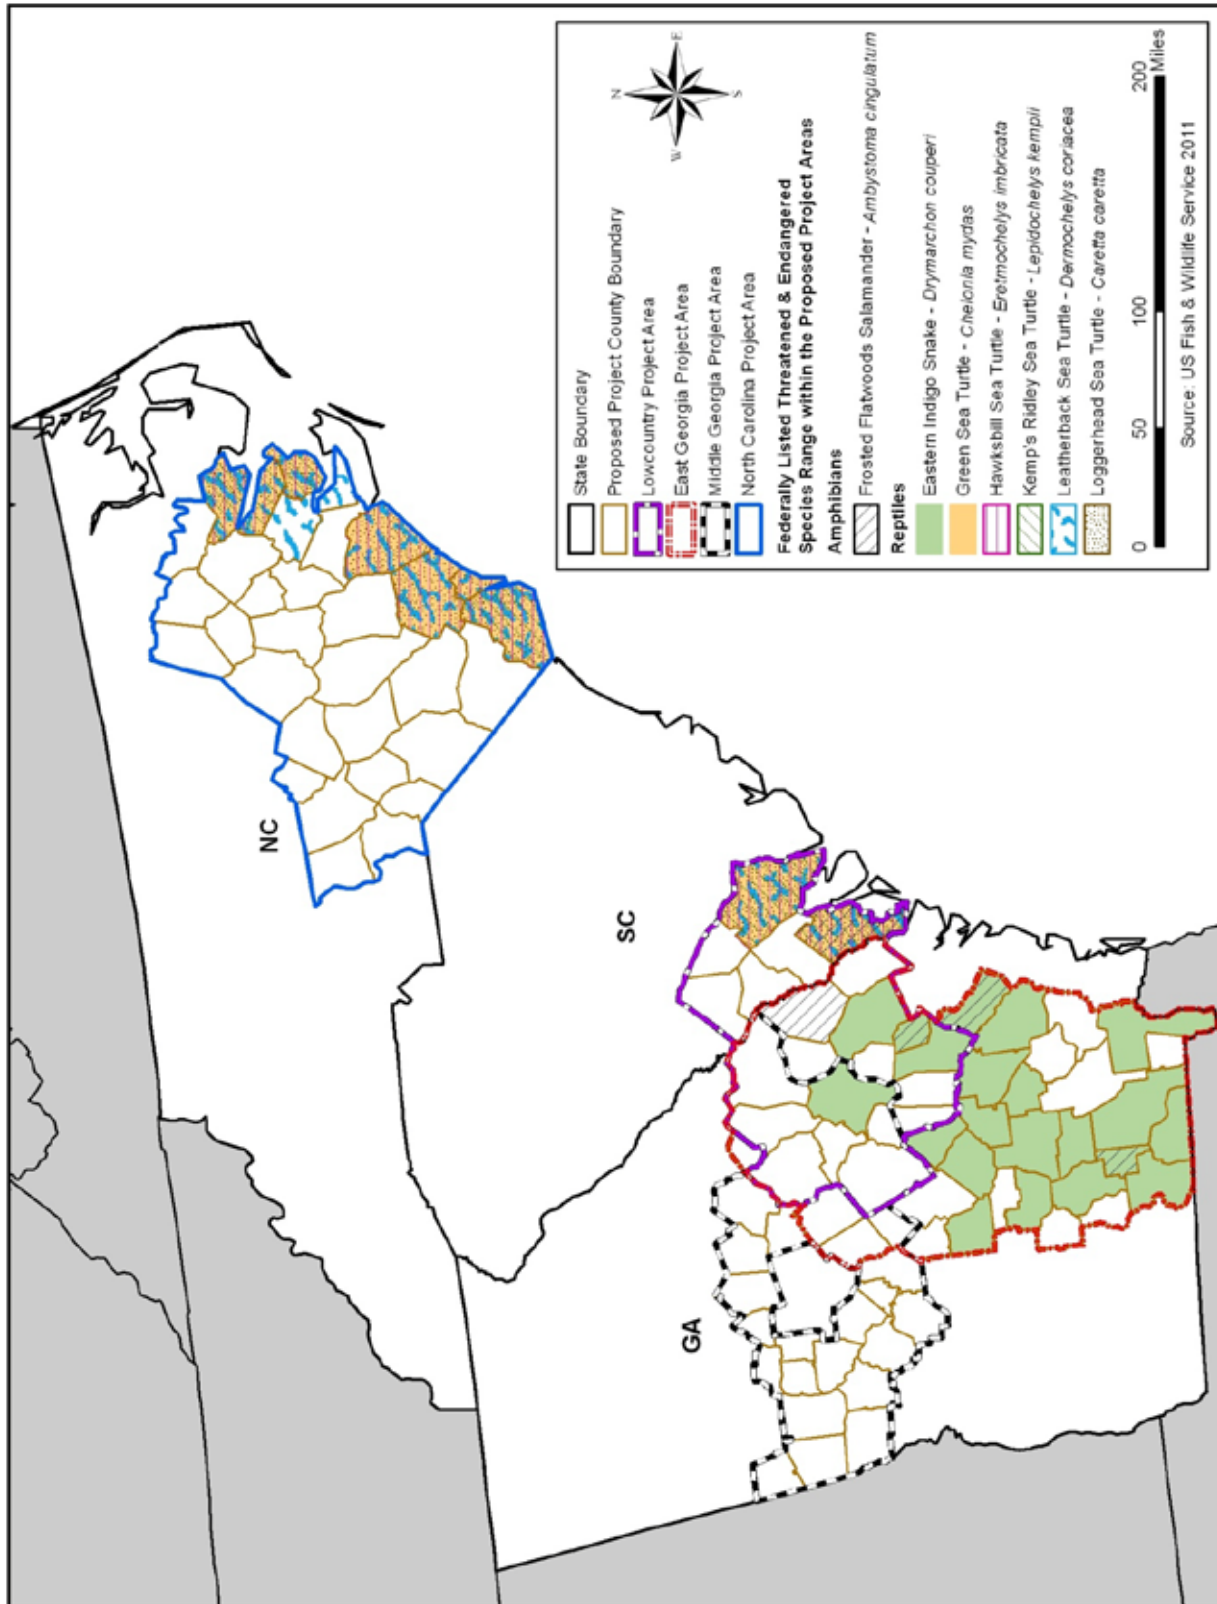 NC
SC
GA
N
E
S
W
State Boundary
Proposed Project County Boundary
Lowcountry Project Area
East Georgia Project Area
Middle Georgia Project Area
North Carolina Project Area
Federally Listed Threatened & Endangered
Species Range within the Proposed Project Areas
Amphibians
Frosted Flatwoods Salamander - Ambystoma cingulatum
Reptiles
Eastern Indigo Snake - Drymarchon couperi
Green Sea Turtle - Chelonia mydas
Hawksbill Sea Turtle - Eretmochelys imbricata
Kemp's Ridley Sea Turtle - Lepidochelys kempii
Leatherback Sea Turtle - Dermochelys coriacea
Loggerhead Sea Turtle - Caretta caretta
0 50 100 200
Miles
Source: US Fish & Wildlife Service 2011